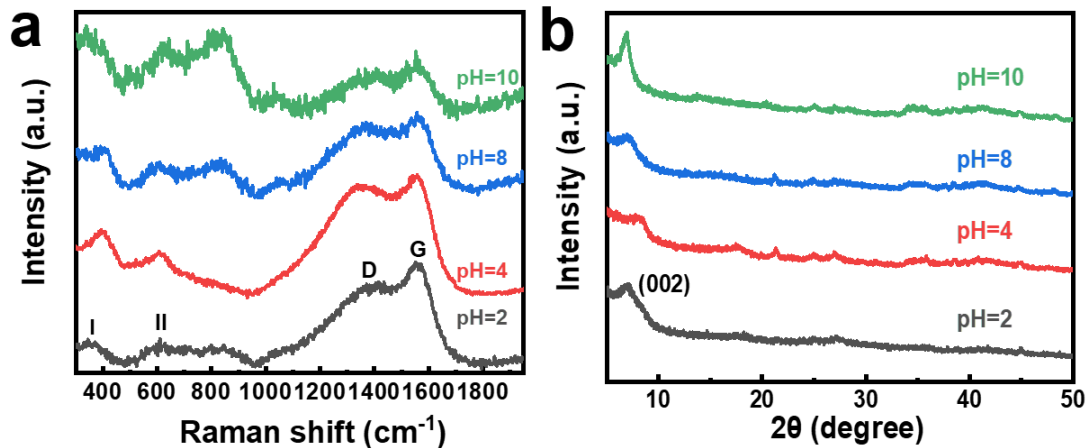 a
Intensity (a.u.)
pH=10
pH=8
pH=4
pH=2
I
II
D
G
400 600 800 1000 1200 1400 1600 1800
Raman shift (cm⁻¹)
b
Intensity (a.u.)
pH=10
pH=8
pH=4
pH=2
(002)
10 20 30 40 50
2θ (degree)